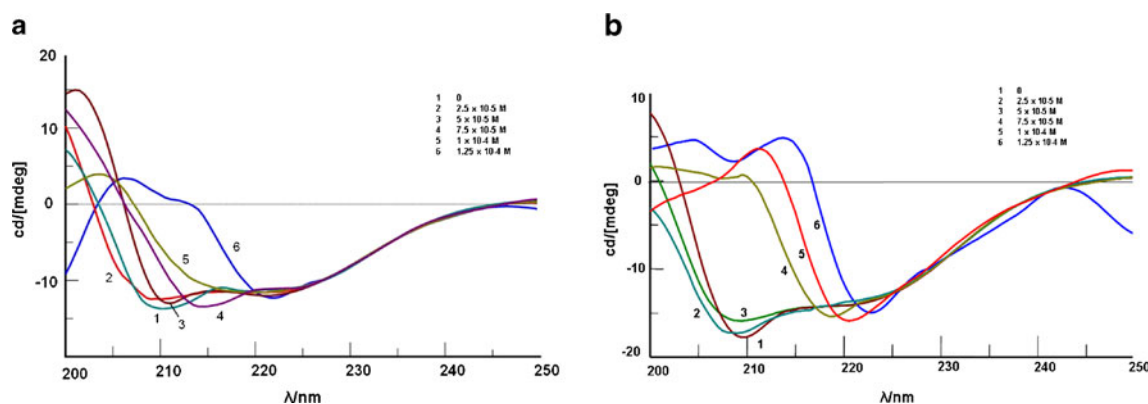 a
20
10
0
-10
cd/[mdeg]
1 0
2 2.5 x 10-5 M
3 5 x 10-5 M
4 7.5 x 10-5 M
5 1 x 10-4 M
6 1.25 x 10-4 M
6
5
2
1
3
4
200 210 220 230 240 250
λ/nm
b
10
0
-10
-20
cd/[mdeg]
1 0
2 2.5 x 10-5 M
3 5 x 10-5 M
4 7.5 x 10-5 M
5 1 x 10-4 M
6 1.25 x 10-4 M
6
5
4
2
3
1
200 210 220 230 240 250
λ/nm